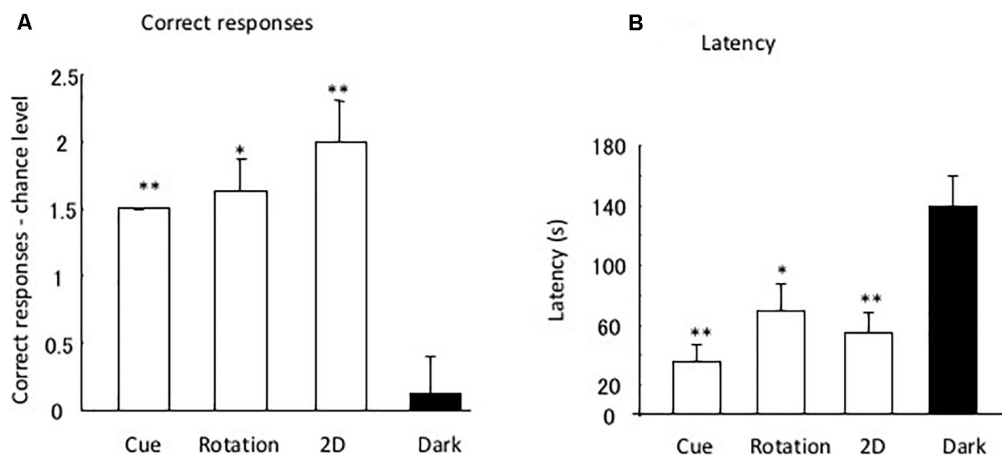 A
Correct responses
Correct responses - chance level
2.5
2
1.5
1
0.5
0
**
*
**
Cue Rotation 2D Dark
B
Latency
Latency (s)
180
140
100
60
20
0
**
*
**
Cue Rotation 2D Dark